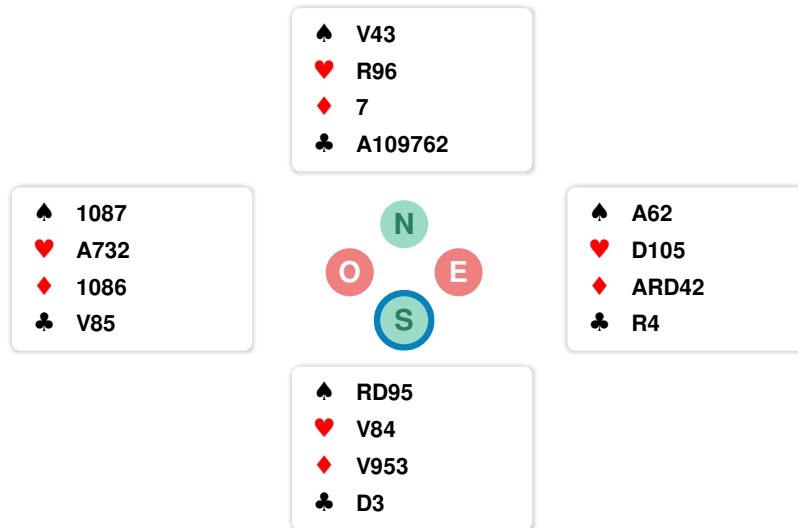 ♠ V43
♥ R96
♦ 7
♣ A109762
♠ 1087
♥ A732
♦ 1086
♣ V85
N
O E
S
♠ A62
♥ D105
♦ ARD42
♣ R4
♠ RD95
♥ V84
♦ V953
♣ D3